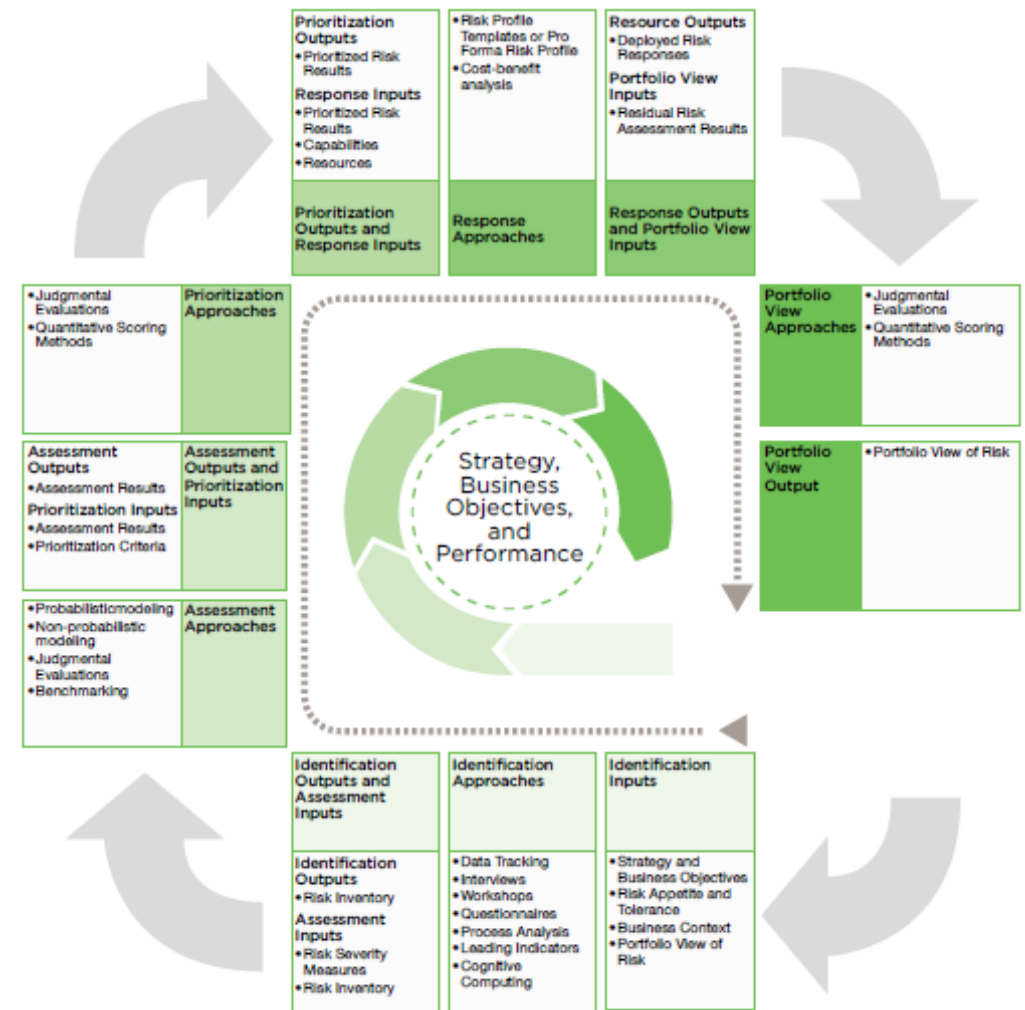 Prioritization
Outputs
•Prioritized Risk
Results
Response Inputs
•Prioritized Risk
Results
•Capabilities
•Resources
Prioritization
Outputs and
Response Inputs
•Risk Profile
Templates or Pro
Forma Risk Profile
•Cost-benefit
analysis
Response
Approaches
Resource Outputs
•Deployed Risk
Responses
Portfolio View
Inputs
•Residual Risk
Assessment Results
Response Outputs
and Portfolio View
Inputs
•Judgmental
Evaluations
•Quantitative Scoring
Methods
Prioritization
Approaches
Portfolio
View
Approaches
•Judgmental
Evaluations
•Quantitative Scoring
Methods
Assessment
Outputs
•Assessment Results
Prioritization Inputs
•Assessment Results
•Prioritization Criteria
Assessment
Outputs and
Prioritization
Inputs
Strategy,
Business
Objectives,
and
Performance
Portfolio
View
Output
•Portfolio View of Risk
•Probabilisticmodeling
•Non-probabilistic
modeling
•Judgmental
Evaluations
•Benchmarking
Assessment
Approaches
Identification
Outputs and
Assessment
Inputs
Identification
Outputs
•Risk Inventory
Assessment
Inputs
•Risk Severity
Measures
•Risk Inventory
Identification
Approaches
•Data Tracking
•Interviews
•Workshops
•Questionnaires
•Process Analysis
•Leading Indicators
•Cognitive
Computing
Identification
Inputs
•Strategy and
Business Objectives
•Risk Appetite and
Tolerance
•Business Context
•Portfolio View of
Risk